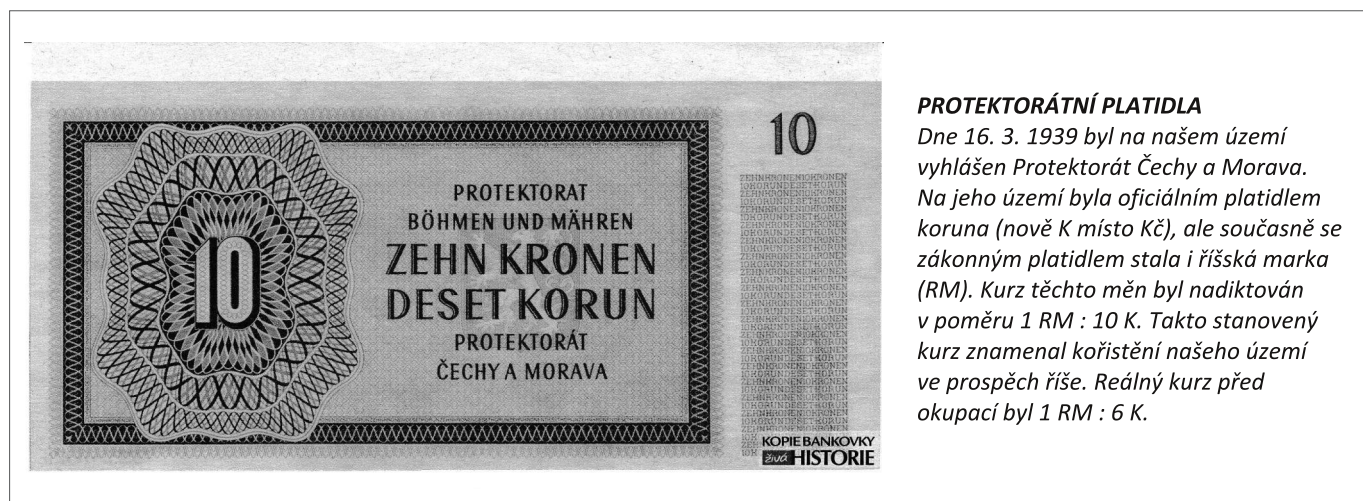 10
PROTEKTORAT
BÖHMEN UND MÄHREN
ZEHN KRONEN
DESET KORUN
PROTEKTORÁT
ČECHY A MORAVA
10
KOPIE BANKOVKY
živá HISTORIE
PROTEKTORÁTNÍ PLATIDLA
Dne 16. 3. 1939 byl na našem území
vyhlášen Protektorát Čechy a Morava.
Na jeho území byla oficiálním platidlem
koruna (nově K místo Kč), ale současně se
zákonným platidlem stala i říšská marka
(RM). Kurz těchto měn byl nadiktován
v poměru 1 RM : 10 K. Takto stanovený
kurz znamenal kořistění našeho území
ve prospěch říše. Reálný kurz před
okupací byl 1 RM : 6 K.